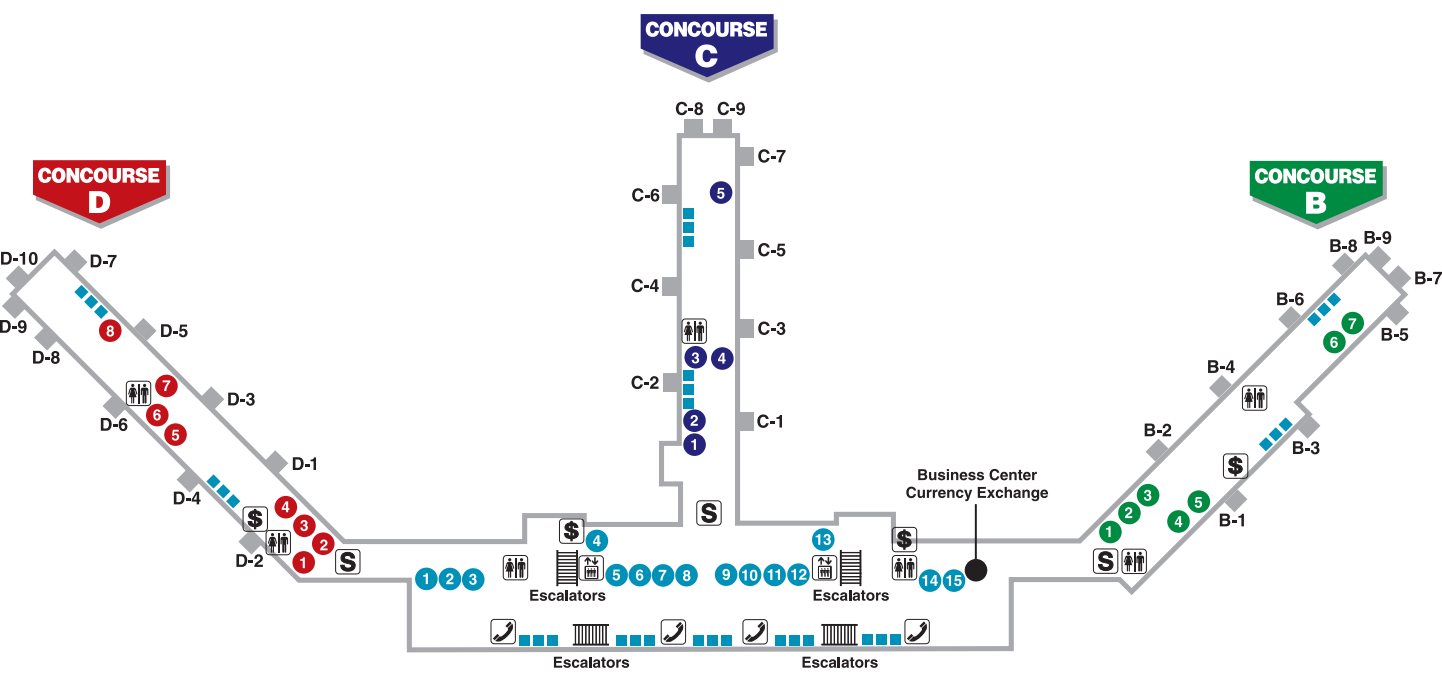 CONCOURSE
C
C-8 C-9
C-7
CONCOURSE
D
CONCOURSE
B
C-6
5
B-9
B-8
D-10
D-7
C-5
B-7
C-4
B-6
D-9
8
D-5
C-3
7
B-5
D-8
6
3 4
B-4
7
C-2
D-3
D-6
6
2
C-1
B-2
B-3
5
1
D-1
$
Business Center
Currency Exchange
D-4
3
5
4
2
4
B-1
$
3
S
$
4
13
$
1
D-2
2
1
S
S
1 2 3
5 6 7 8
9 10 11 12
14 15
Escalators
Escalators
Escalators
Escalators